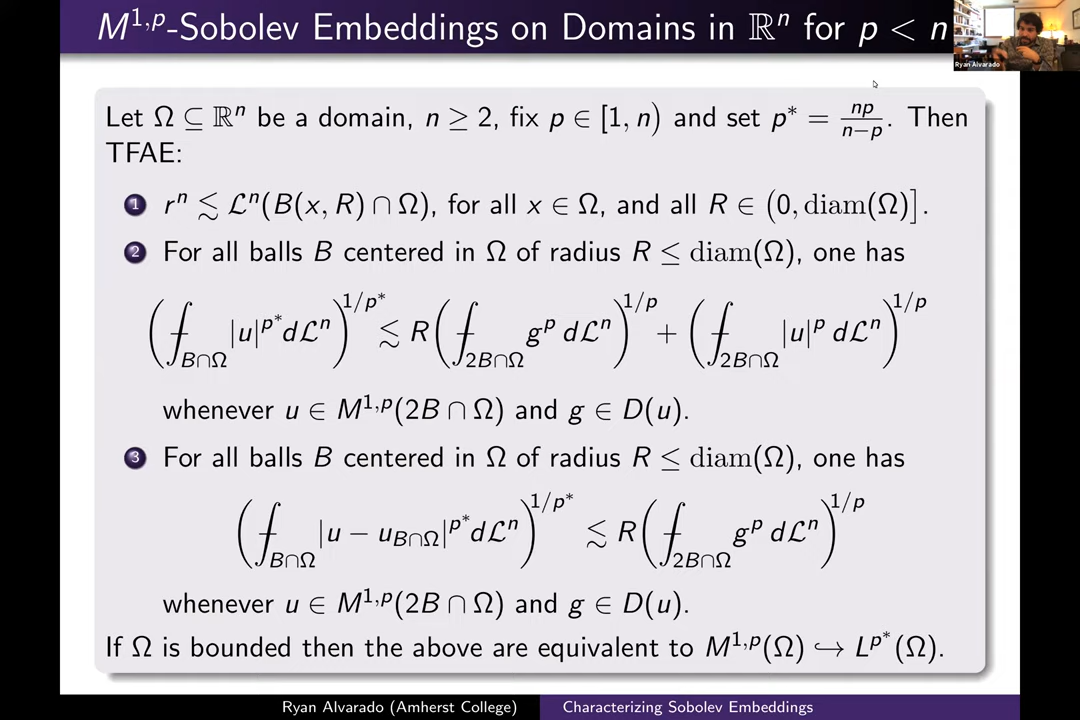 M^{1,p}-Sobolev Embeddings on Domains in ℝⁿ for p < n
Ryan Alvarado
Let Ω ⊆ ℝⁿ be a domain, n ≥ 2, fix p ∈ [1, n) and set p* = \frac{np}{n−p}. Then
TFAE:
1 rⁿ ≲ ℒⁿ(B(x, R) ∩ Ω), for all x ∈ Ω, and all R ∈ (0, diam(Ω)].
2 For all balls B centered in Ω of radius R ≤ diam(Ω), one has
(⨍_{B∩Ω} |u|^{p*} dℒⁿ)^{1/p*} ≲ R(⨍_{2B∩Ω} g^p dℒⁿ)^{1/p} + (⨍_{2B∩Ω} |u|^p dℒⁿ)^{1/p}
whenever u ∈ M^{1,p}(2B ∩ Ω) and g ∈ D(u).
3 For all balls B centered in Ω of radius R ≤ diam(Ω), one has
(⨍_{B∩Ω} |u − u_{B∩Ω}|^{p*} dℒⁿ)^{1/p*} ≲ R(⨍_{2B∩Ω} g^p dℒⁿ)^{1/p}
whenever u ∈ M^{1,p}(2B ∩ Ω) and g ∈ D(u).
If Ω is bounded then the above are equivalent to M^{1,p}(Ω) ↪ L^{p*}(Ω).
Ryan Alvarado (Amherst College) Characterizing Sobolev Embeddings